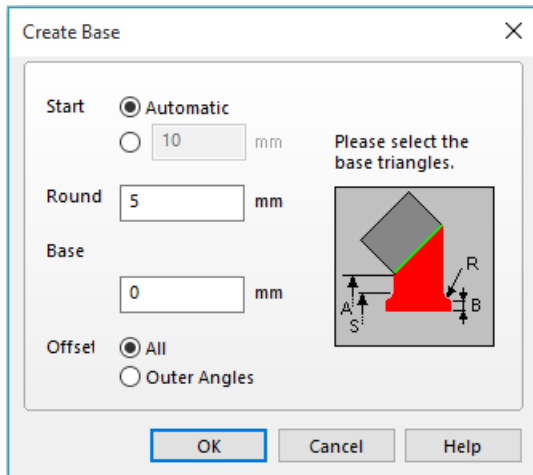 Create Base
Start
Automatic
10 mm
Round
5 mm
Base
0 mm
Offset
All
Outer Angles
Please select the
base triangles.
R
A
B
S
OK Cancel Help